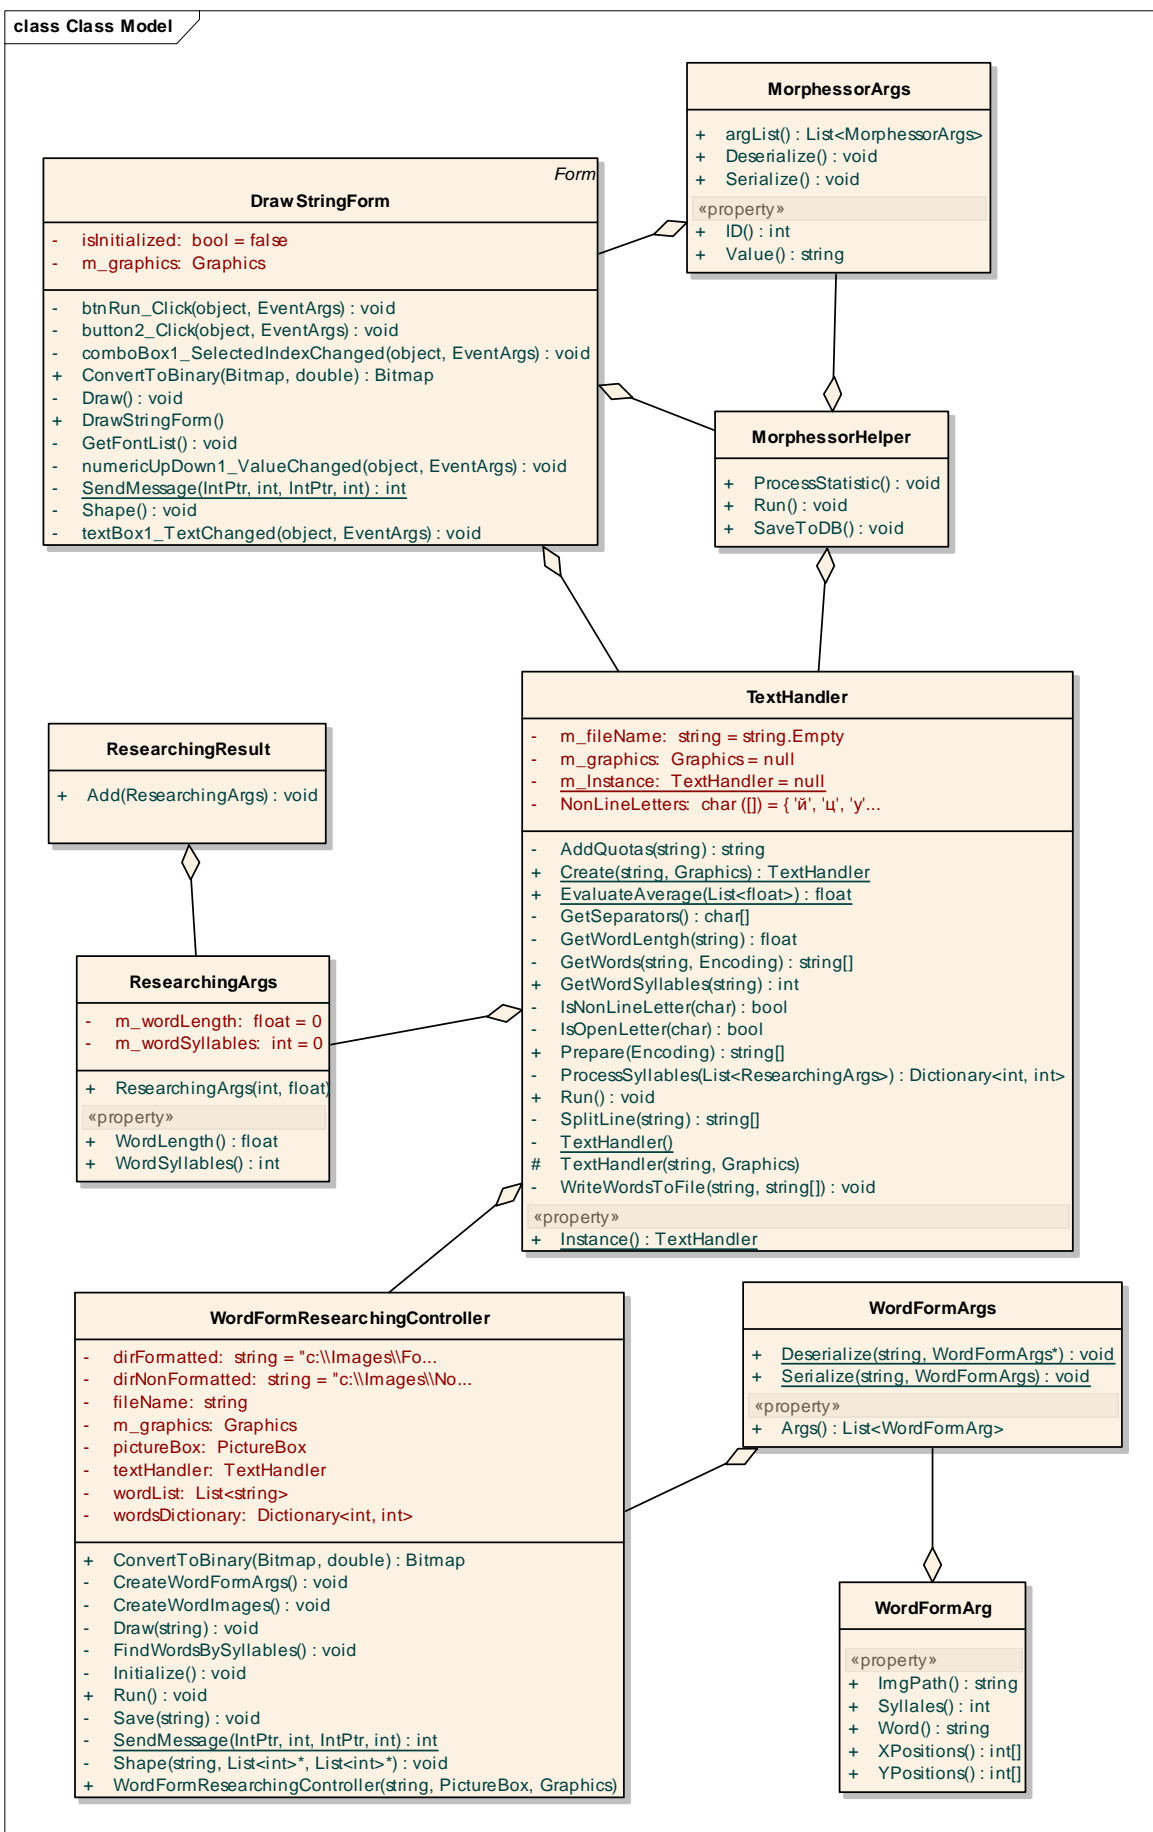 class Class Model
MorphessorArgs
+ argList() : List<MorphessorArgs>
+ Deserialize() : void
+ Serialize() : void
«property»
+ ID() : int
+ Value() : string
Form
DrawStringForm
- isInitialized: bool = false
- m_graphics: Graphics
- btnRun_Click(object, EventArgs) : void
- button2_Click(object, EventArgs) : void
- comboBox1_SelectedIndexChanged(object, EventArgs) : void
+ ConvertToBinary(Bitmap, double) : Bitmap
- Draw() : void
+ DrawStringForm()
- GetFontList() : void
- numericUpDown1_ValueChanged(object, EventArgs) : void
- SendMessage(IntPtr, int, IntPtr, int) : int
- Shape() : void
- textBox1_TextChanged(object, EventArgs) : void
MorphessorHelper
+ ProcessStatistic() : void
+ Run() : void
+ SaveToDB() : void
TextHandler
- m_fileName: string = string.Empty
- m_graphics: Graphics = null
- m_Instance: TextHandler = null
- NonLineLetters: char ([]) = { 'й', 'ц', 'у'...
- AddQuotas(string) : string
+ Create(string, Graphics) : TextHandler
+ EvaluateAverage(List<float>) : float
- GetSeparators() : char[]
- GetWordLentgh(string) : float
- GetWords(string, Encoding) : string[]
+ GetWordSyllables(string) : int
- IsNonLineLetter(char) : bool
- IsOpenLetter(char) : bool
+ Prepare(Encoding) : string[]
- ProcessSyllables(List<ResearchingArgs>) : Dictionary<int, int>
+ Run() : void
- SplitLine(string) : string[]
- TextHandler()
# TextHandler(string, Graphics)
- WriteWordsToFile(string, string[]) : void
«property»
+ Instance() : TextHandler
ResearchingResult
+ Add(ResearchingArgs) : void
ResearchingArgs
- m_wordLength: float = 0
- m_wordSyllables: int = 0
+ ResearchingArgs(int, float)
«property»
+ WordLength() : float
+ WordSyllables() : int
WordFormResearchingController
- dirFormatted: string = "c:\\Images\\Fo...
- dirNonFormatted: string = "c:\\Images\\No...
- fileName: string
- m_graphics: Graphics
- pictureBox: PictureBox
- textHandler: TextHandler
- wordList: List<string>
- wordsDictionary: Dictionary<int, int>
+ ConvertToBinary(Bitmap, double) : Bitmap
- CreateWordFormArgs() : void
- CreateWordImages() : void
- Draw(string) : void
- FindWordsBySyllables() : void
- Initialize() : void
+ Run() : void
- Save(string) : void
- SendMessage(IntPtr, int, IntPtr, int) : int
- Shape(string, List<int>*, List<int>*) : void
+ WordFormResearchingController(string, PictureBox, Graphics)
WordFormArgs
+ Deserialize(string, WordFormArgs*) : void
+ Serialize(string, WordFormArgs) : void
«property»
+ Args() : List<WordFormArg>
WordFormArg
«property»
+ ImgPath() : string
+ Syllales() : int
+ Word() : string
+ XPositions() : int[]
+ YPositions() : int[]